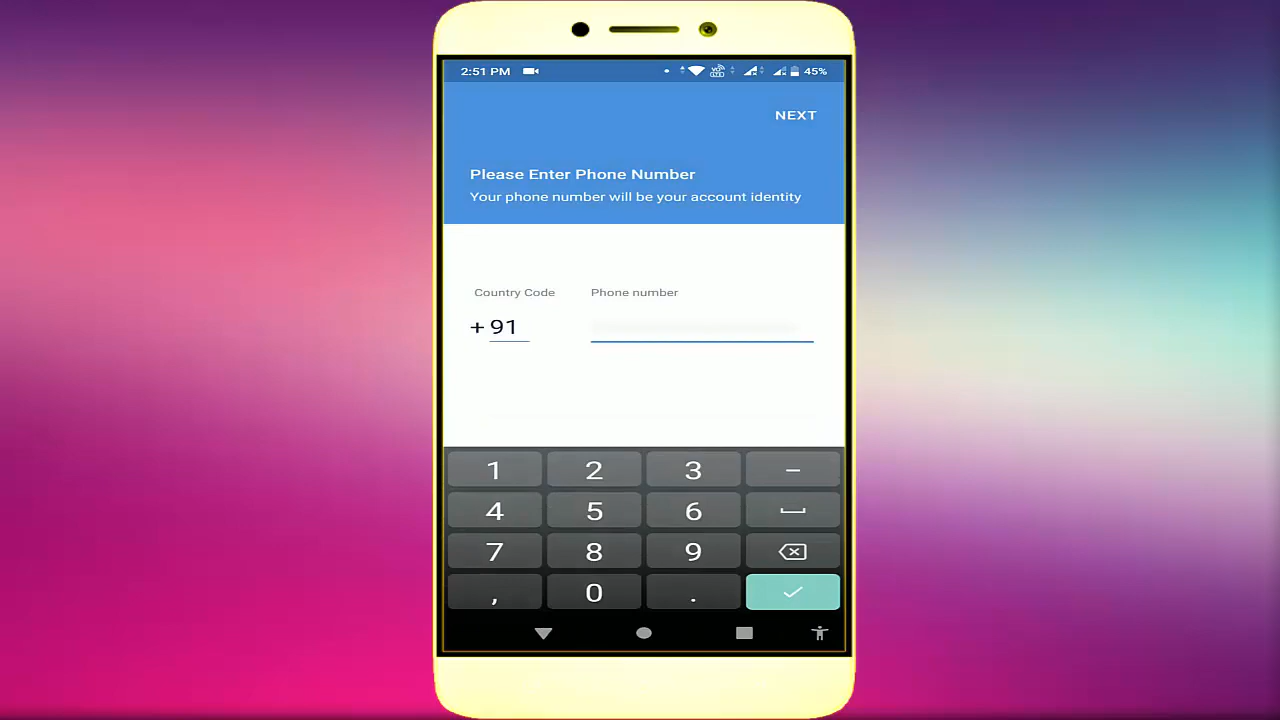 2:51 PM 45%
NEXT
Please Enter Phone Number
Your phone number will be your account identity
Country Code Phone number
+ 91
1 2 3 –
4 5 6
7 8 9
, 0 .